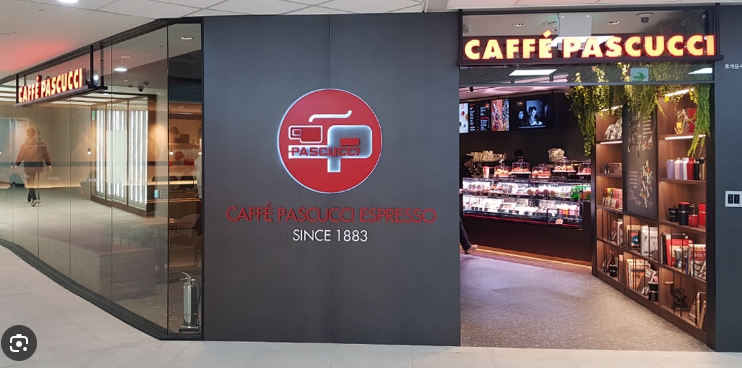 CAFFÉ PASCUCCI
CAFFÉ PASCUCCI
PASCUCCI
CAFFÉ PASCUCCI ESPRESSO
SINCE 1883